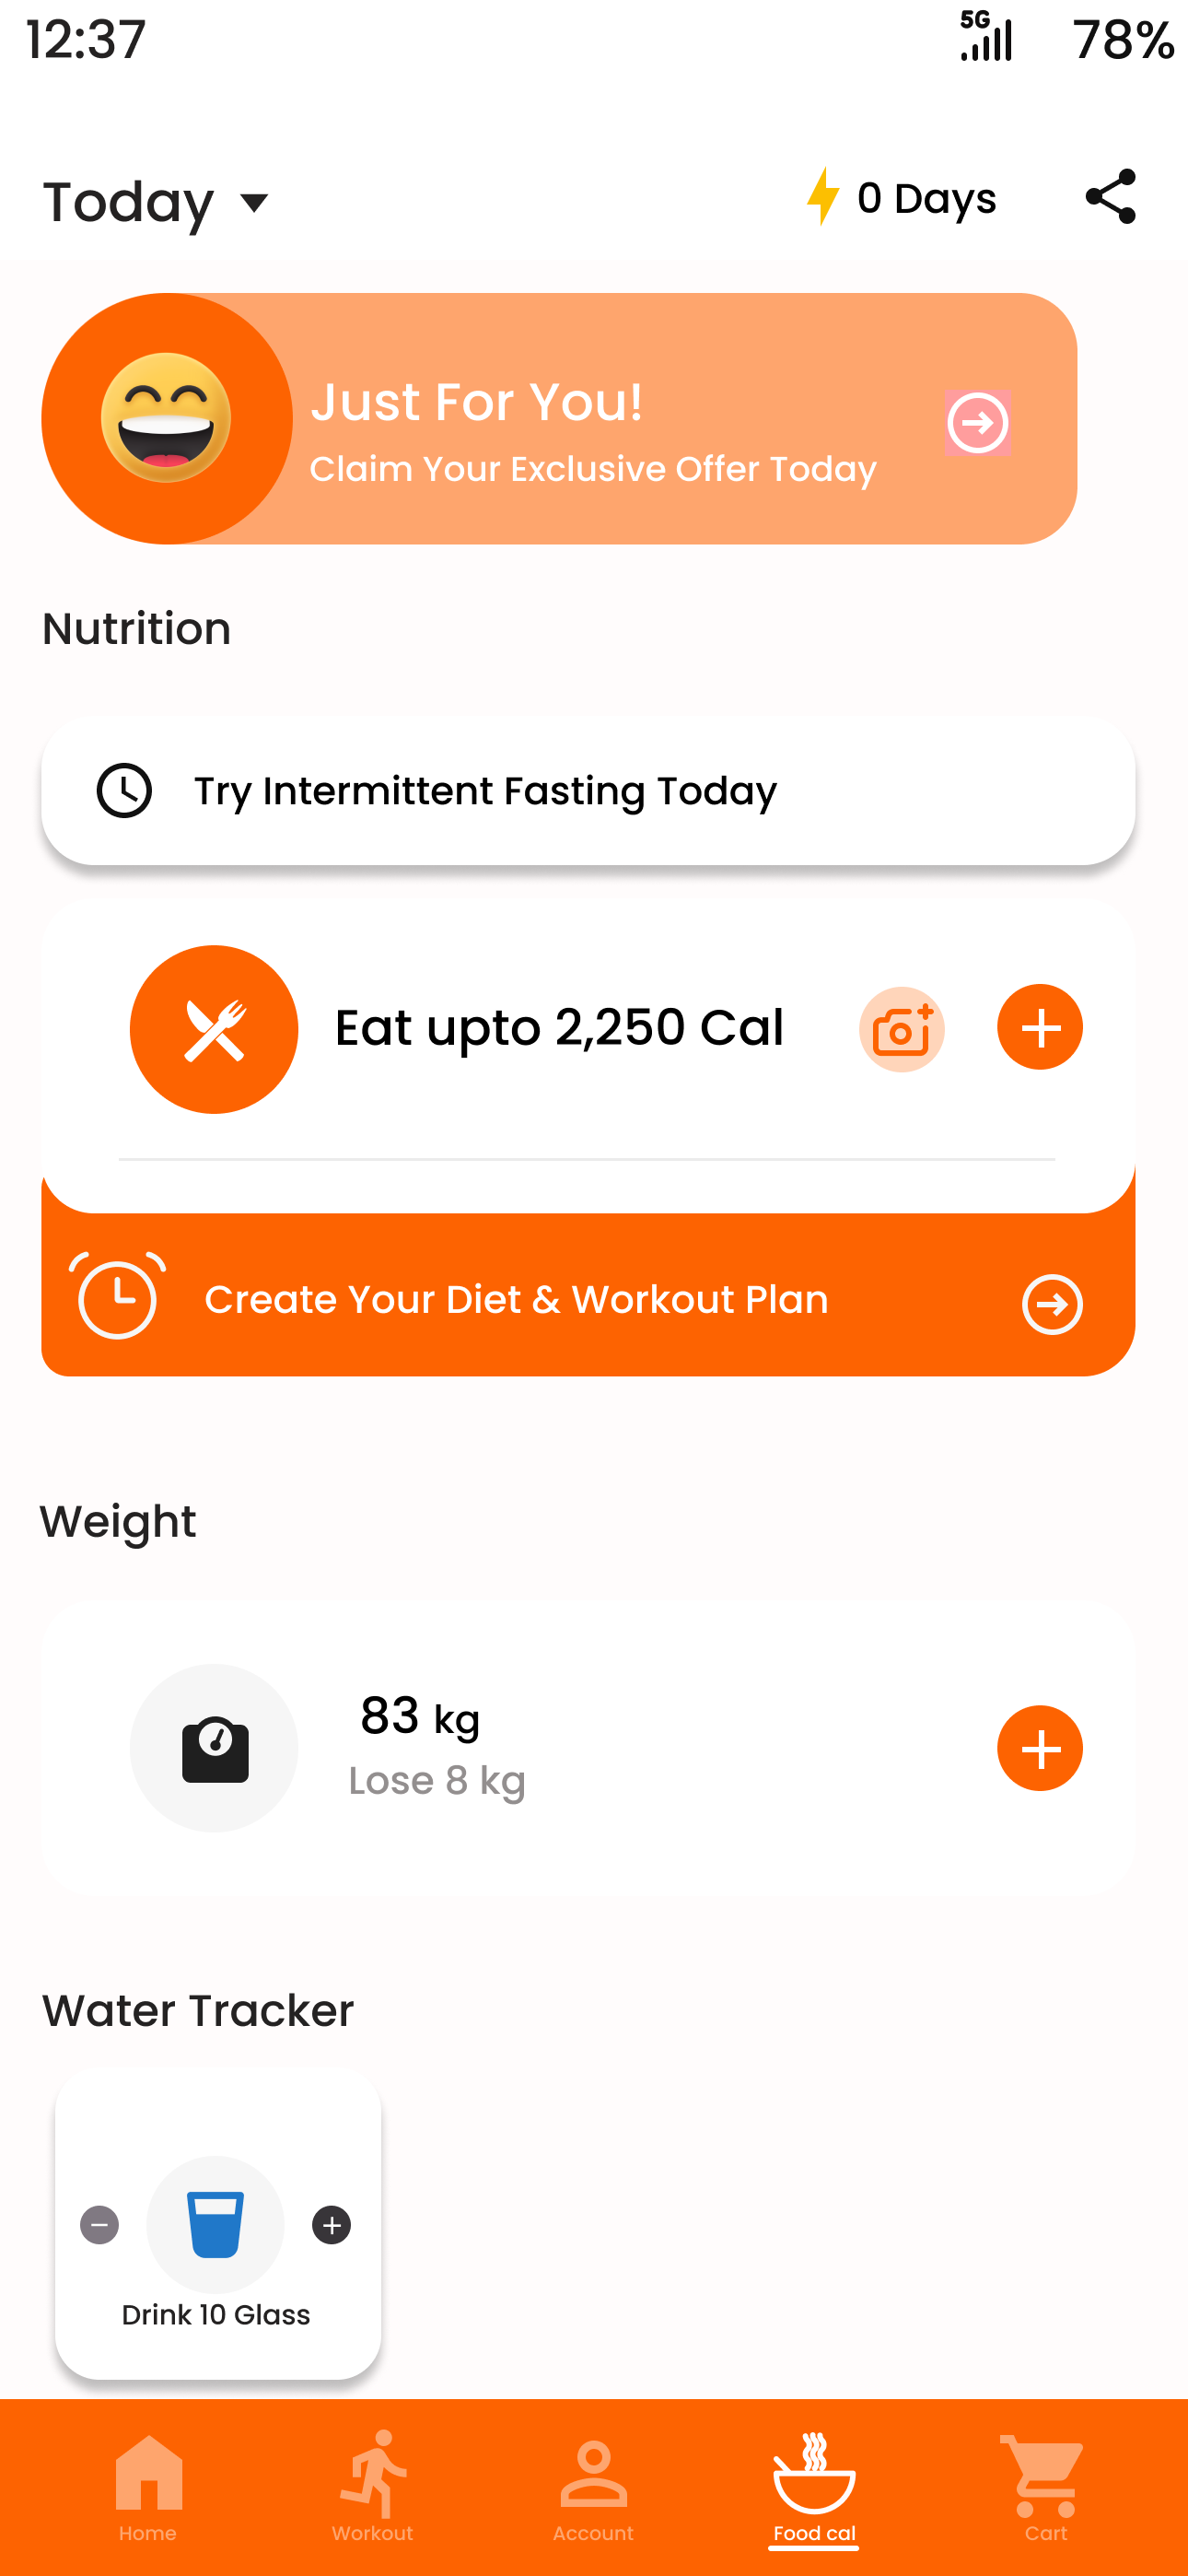 12:37
5G
78%
Today
0 Days
Just For You!
Claim Your Exclusive Offer Today
Nutrition
Try Intermittent Fasting Today
Eat upto 2,250 Cal
Create Your Diet & Workout Plan
Weight
83 kg
Lose 8 kg
Water Tracker
Drink 10 Glass
Home
Workout
Account
Food cal
Cart